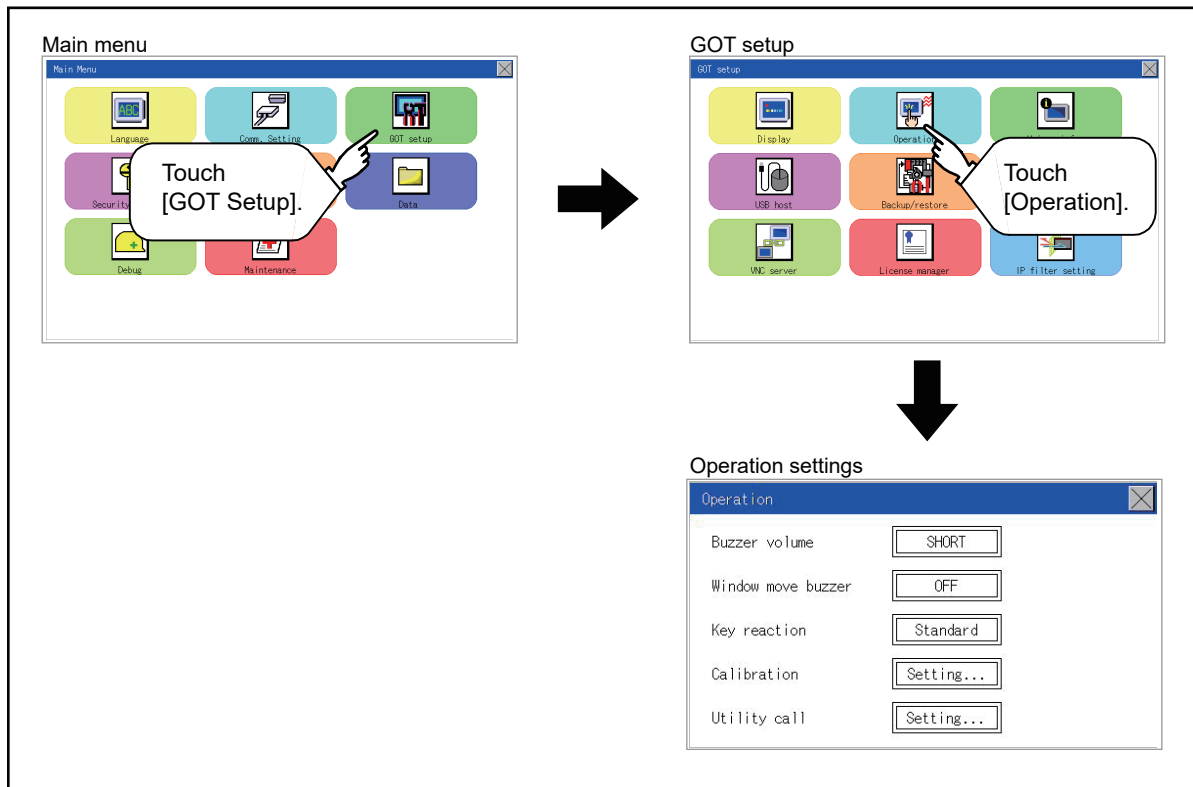 Main menu
Main Menu
ABC
Language
Comm. Setting
GOT setup
Security
Data
Debug
Maintenance
Touch
[GOT Setup].
GOT setup
GOT setup
Display
Operation
USB host
Backup/restore
VNC server
License manager
IP filter setting
Touch
[Operation].
Operation settings
Operation
Buzzer volume
SHORT
Window move buzzer
OFF
Key reaction
Standard
Calibration
Setting...
Utility call
Setting...